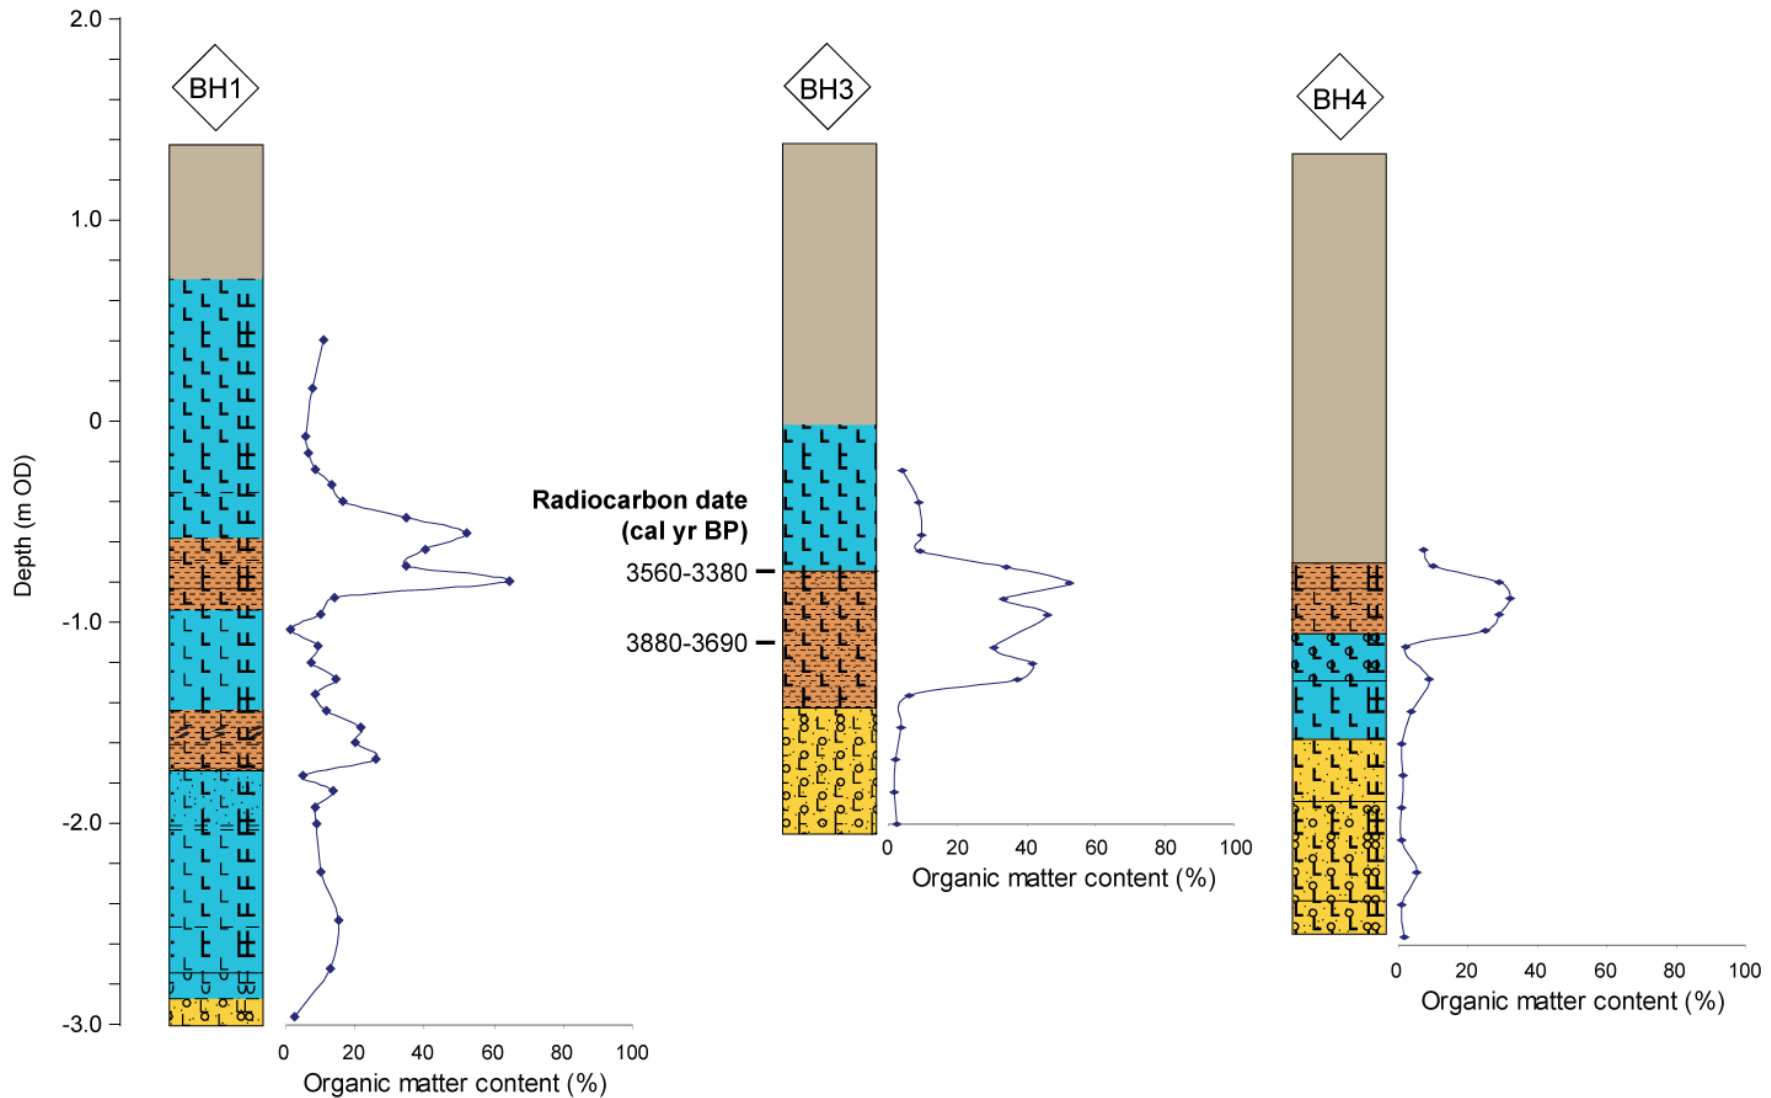 2.0
1.0
0
-1.0
-2.0
-3.0
Depth (m OD)
BH1
0 20 40 60 80 100
Organic matter content (%)
Radiocarbon date
(cal yr BP)
3560-3380
3880-3690
BH3
0 20 40 60 80 100
Organic matter content (%)
BH4
0 20 40 60 80 100
Organic matter content (%)